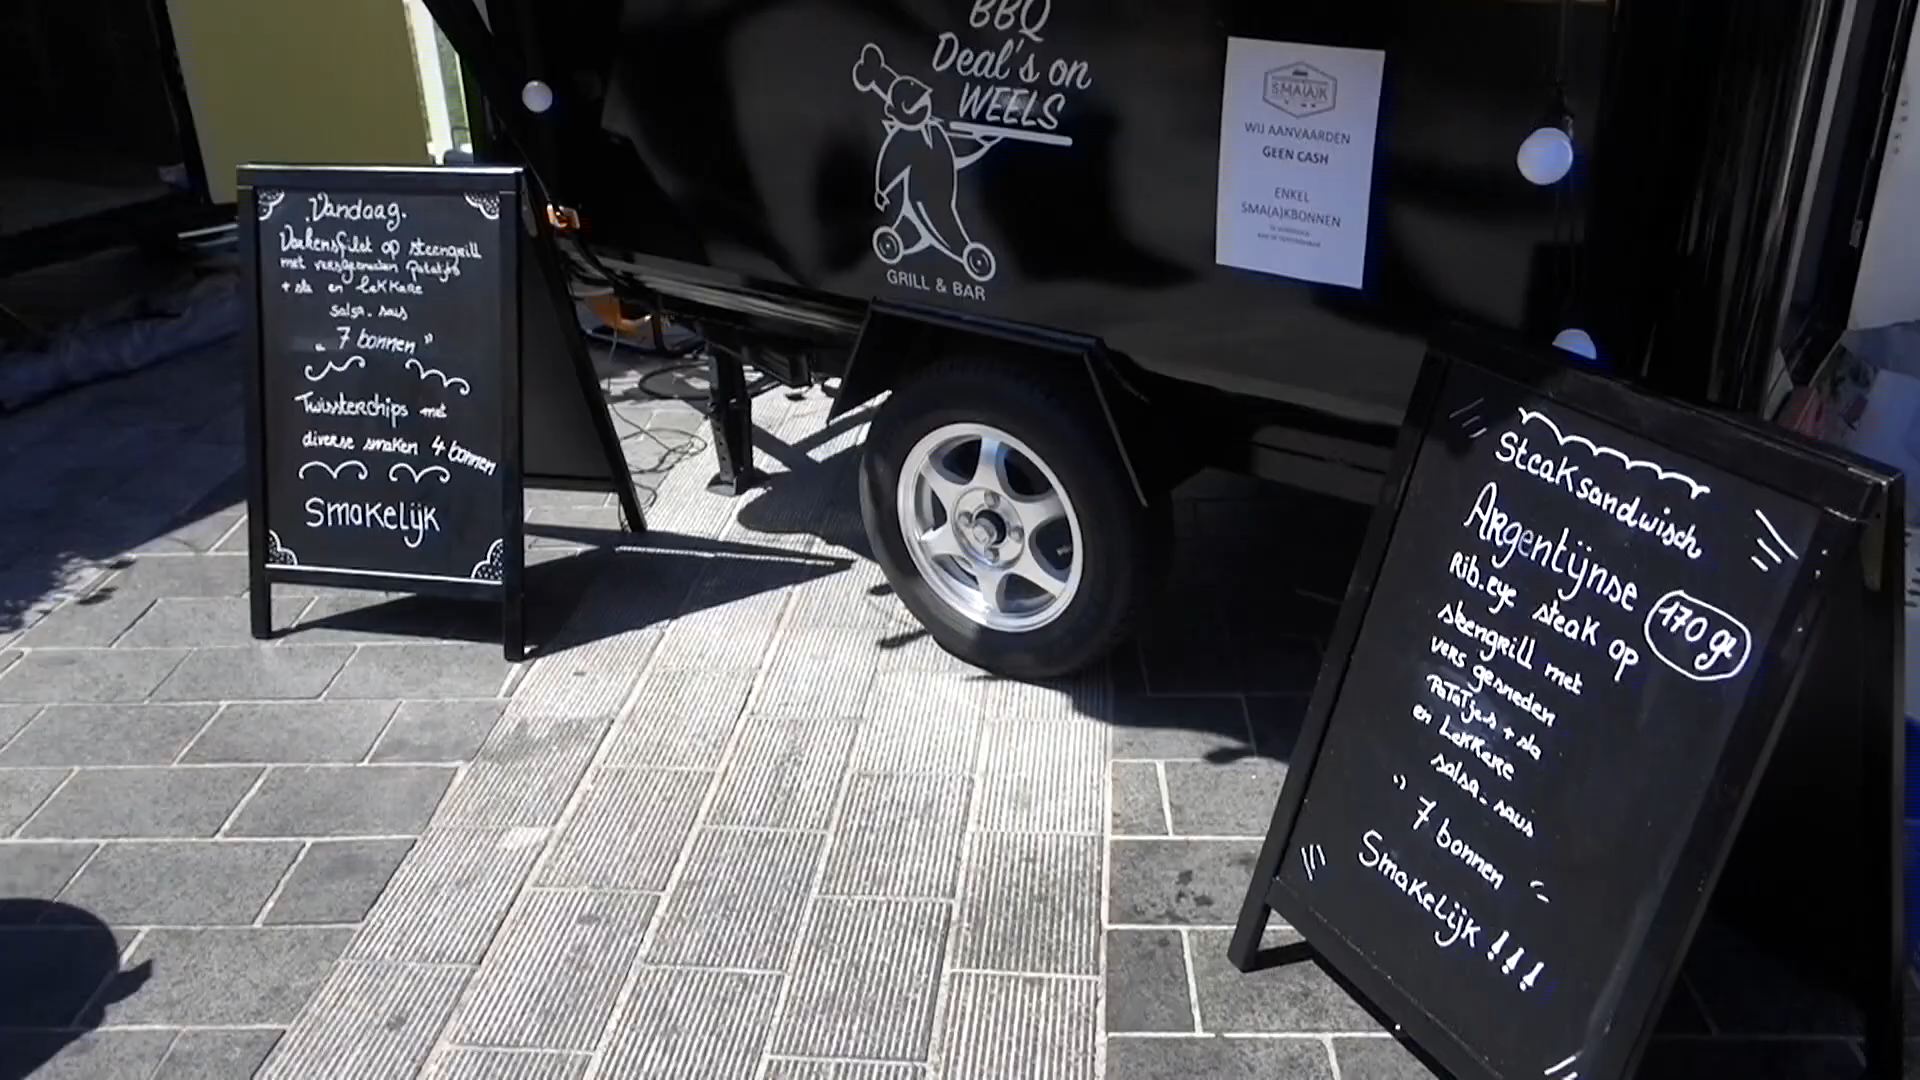 Vandaag.
Varkensfilet op steengrill
met versgesneden patatjes
+ sla en lekkere
salsa-saus
" 7 bonnen "
Twissterchips met
diverse smaken 4 bonnen
Smakelijk
BBQ
Deal's on
WEELS
GRILL & BAR
SMA(A)K
WIJ AANVAARDEN
GEEN CASH
ENKEL
SMA(A)KBONNEN
Steaksandwisch
Argentijnse
170 gr
Rib-eye steak op
steengrill met
vers gesneden
PaTaTjes + sla
en Lekkere
salsa-saus
" 7 bonnen "
Smakelijk !!!